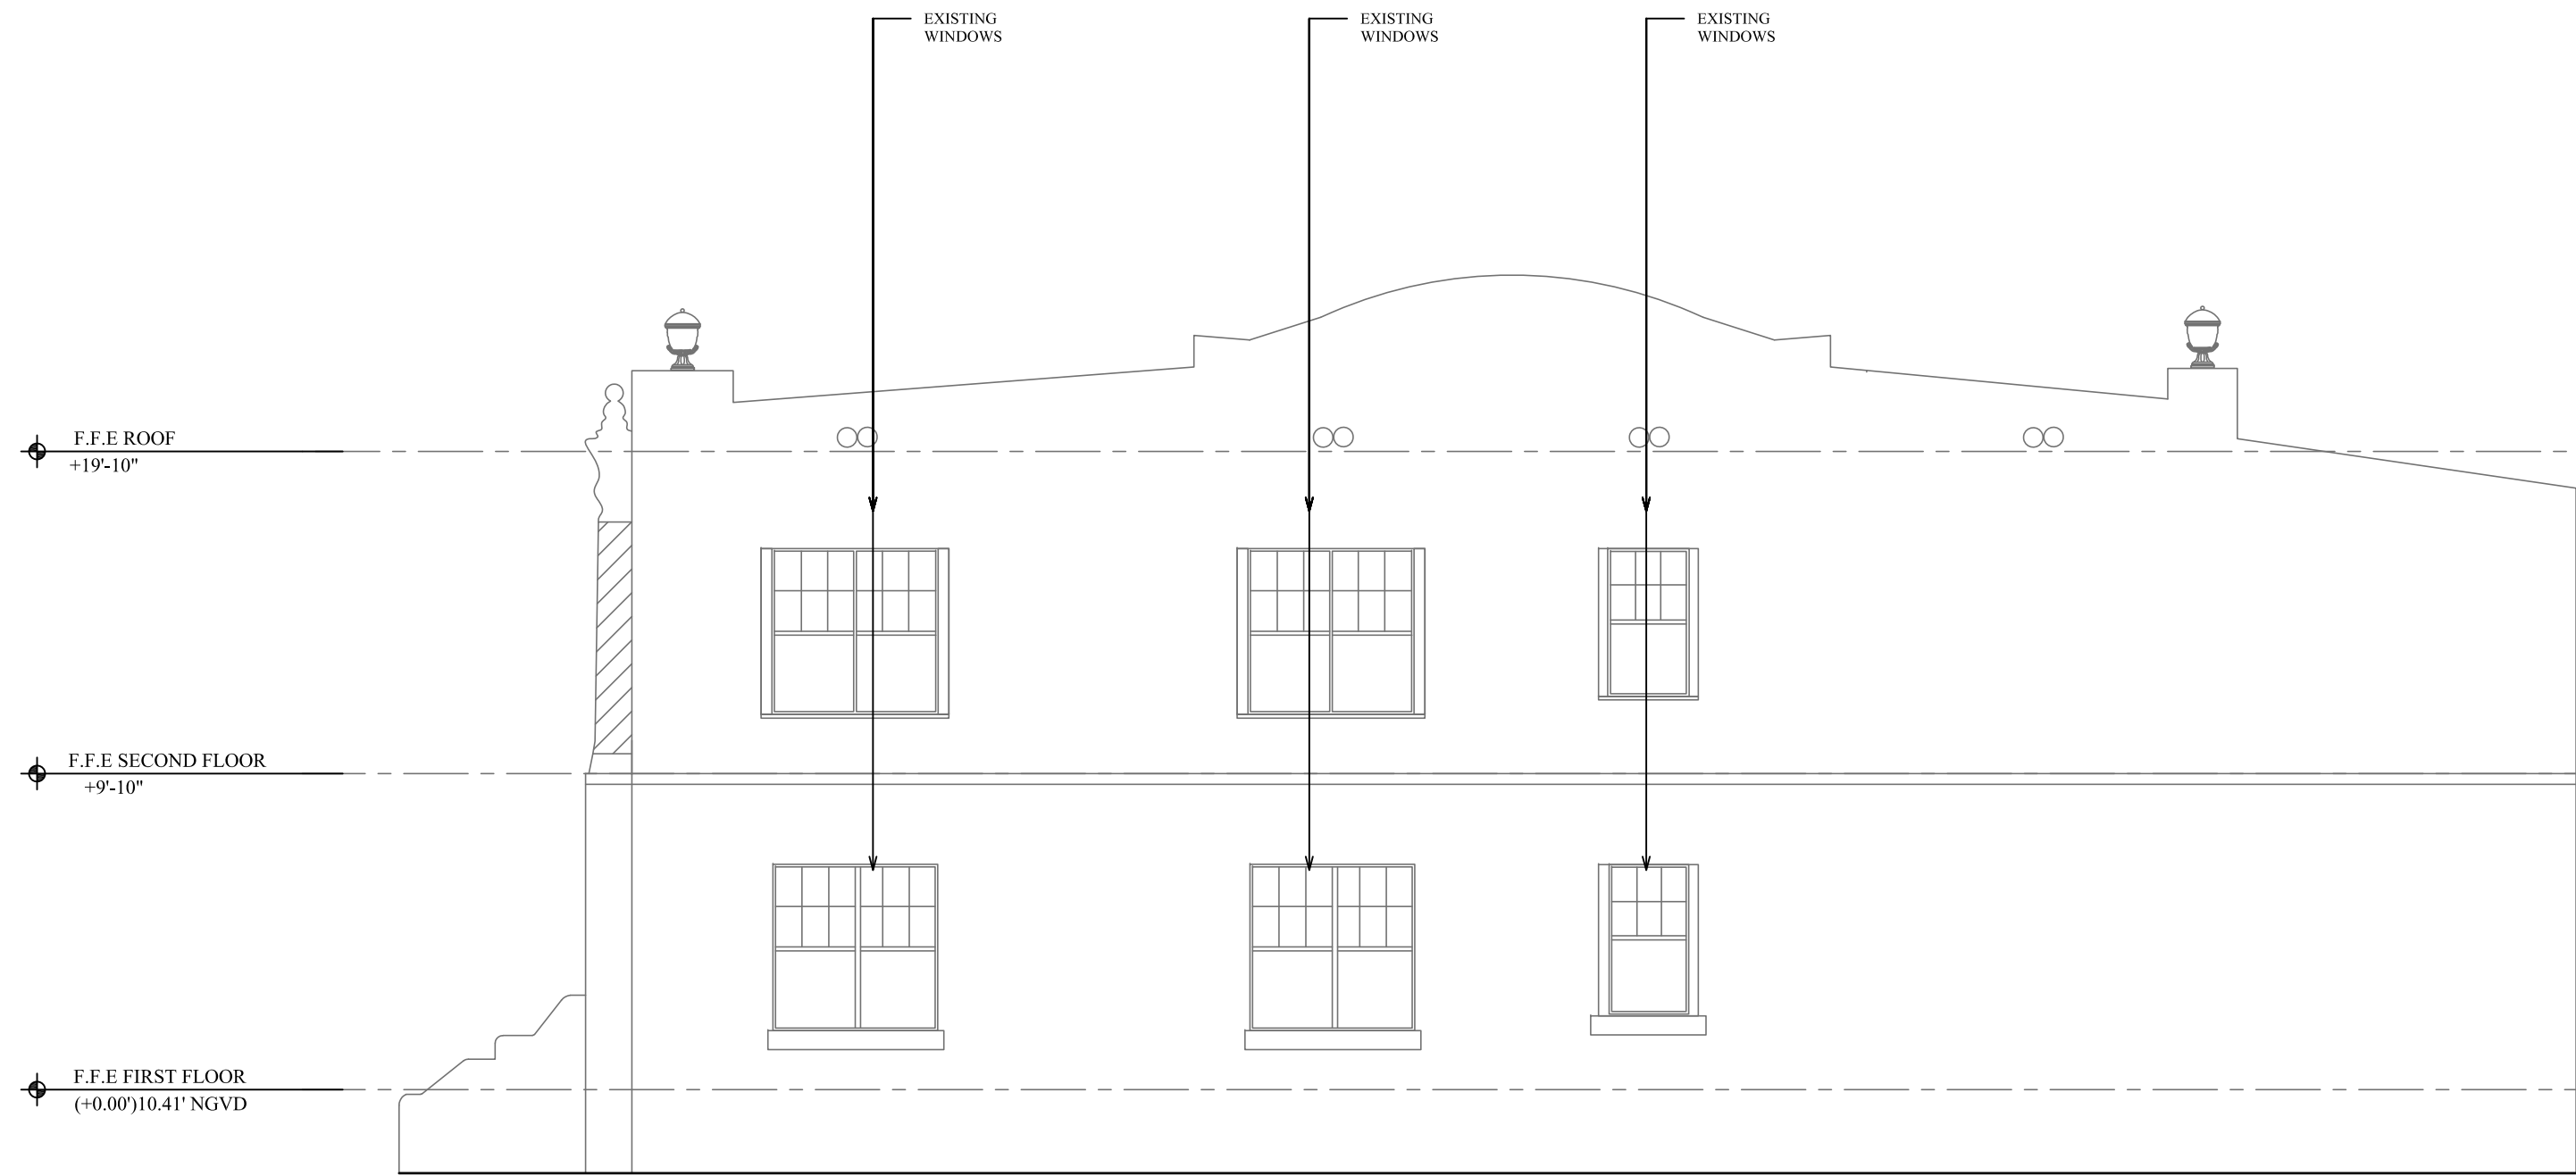 EXISTING
WINDOWS
EXISTING
WINDOWS
EXISTING
WINDOWS
F.F.E ROOF
+19'-10"
F.F.E SECOND FLOOR
+9'-10"
F.F.E FIRST FLOOR
(+0.00')10.41' NGVD